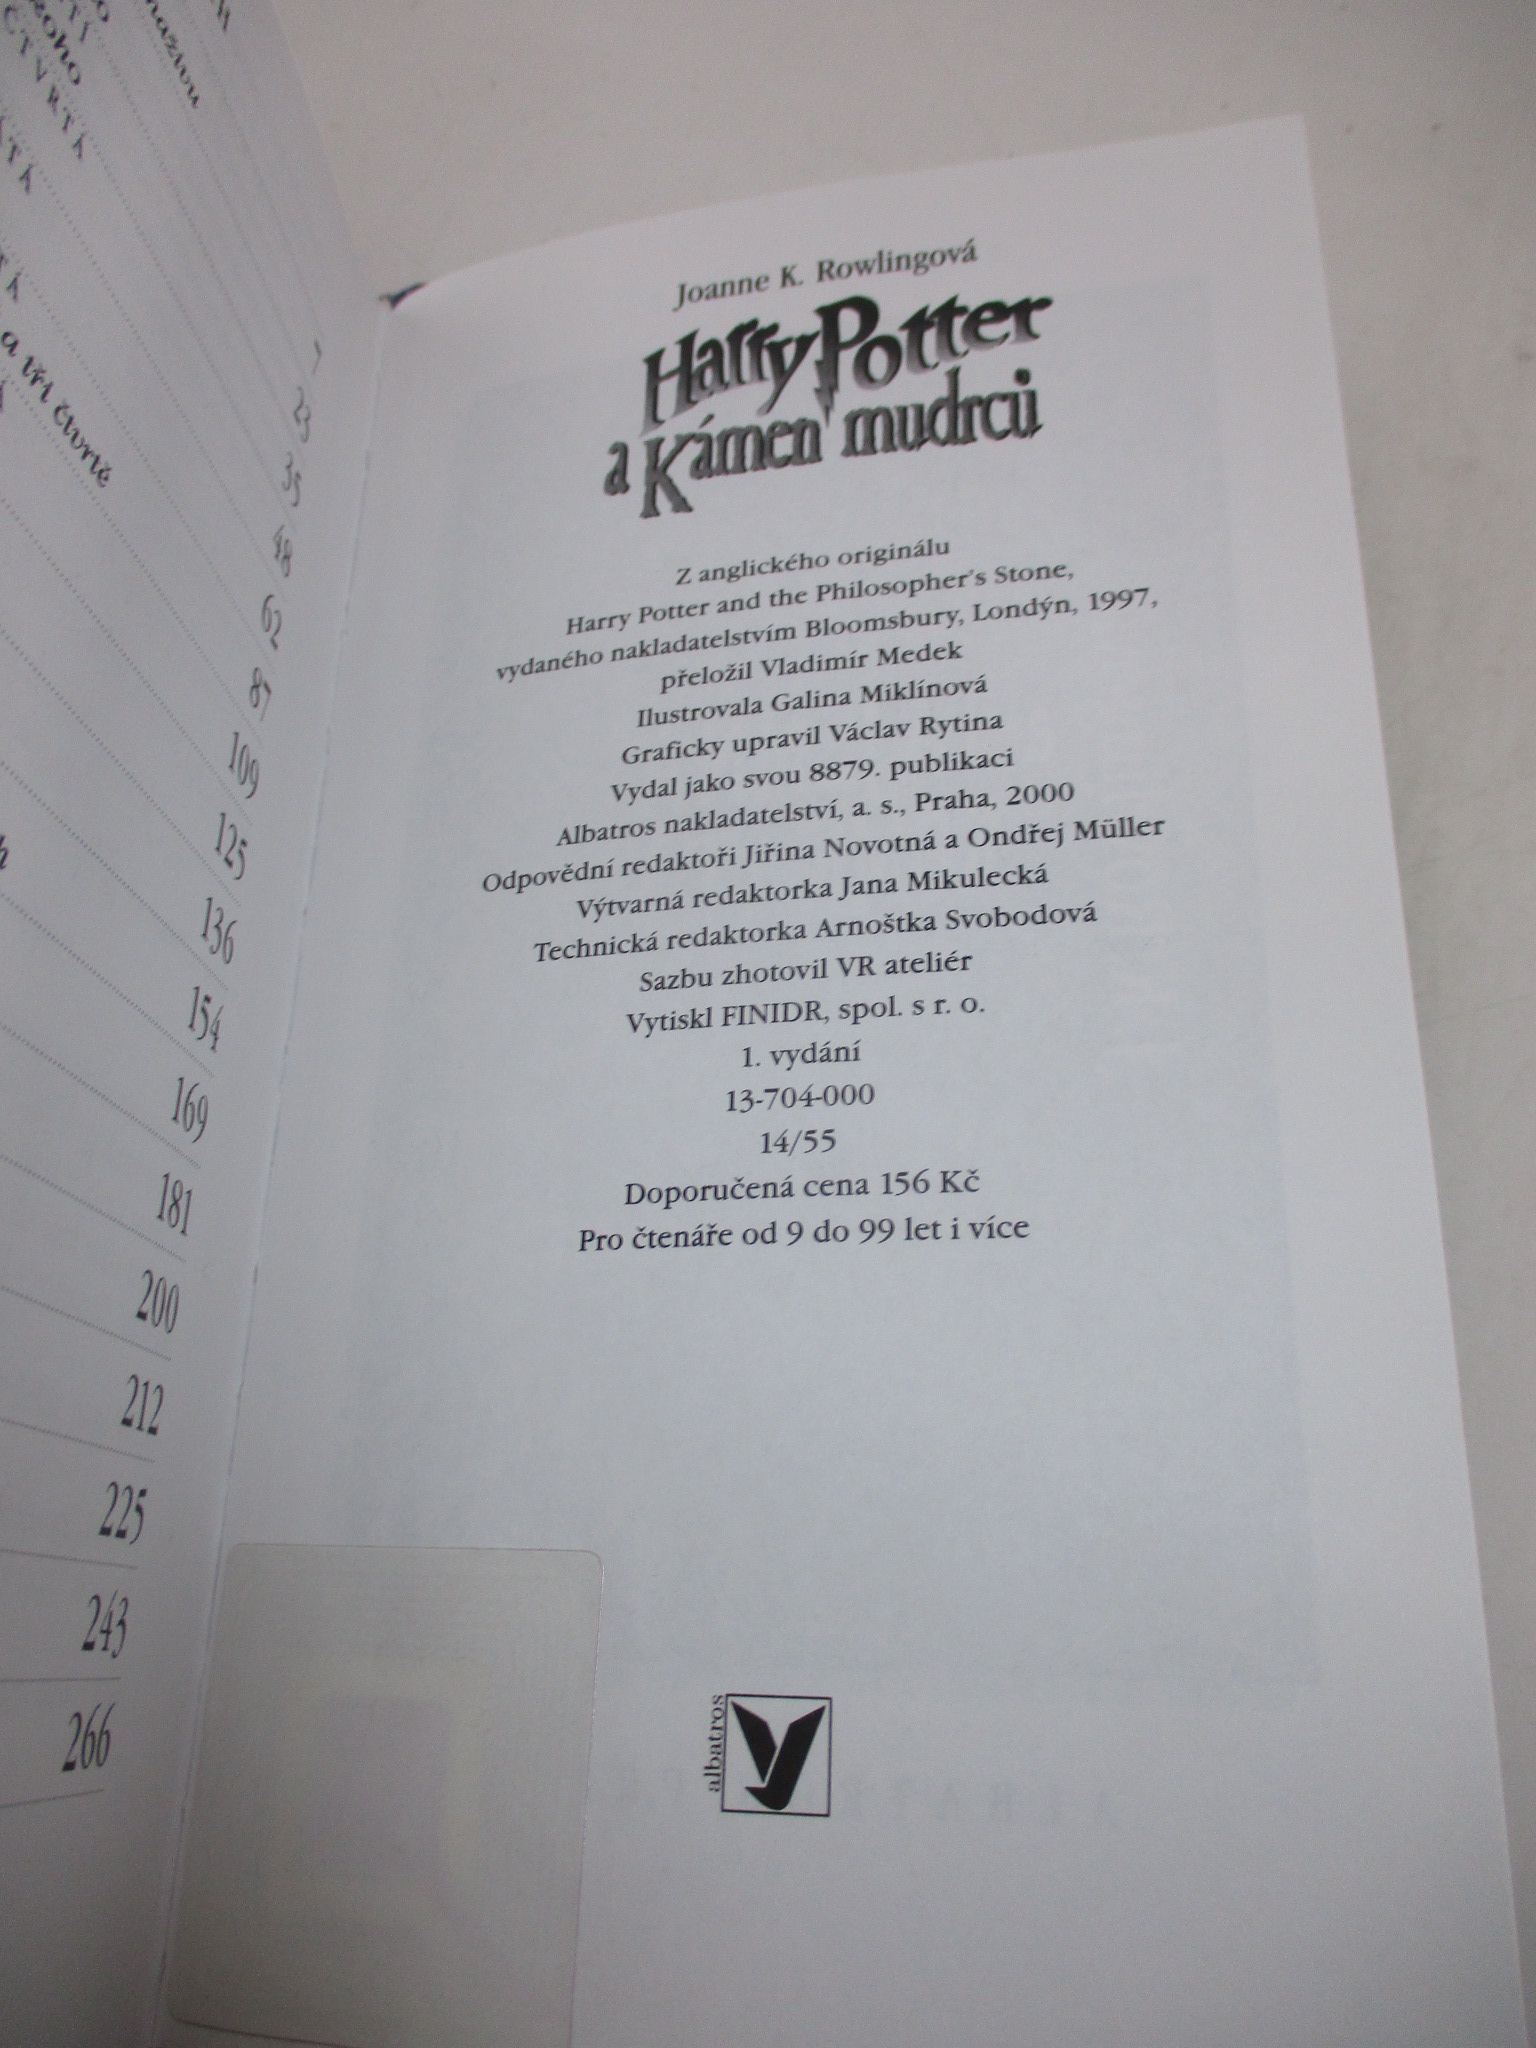 a tři čtvrtě
7
23
35
48
62
87
109
125
136
154
169
181
200
212
225
243
266
Joanne K. Rowlingová
Harry Potter
a Kámen mudrců
Z anglického originálu
Harry Potter and the Philosopher's Stone,
vydaného nakladatelstvím Bloomsbury, Londýn, 1997,
přeložil Vladimír Medek
Ilustrovala Galina Miklínová
Graficky upravil Václav Rytina
Vydal jako svou 8879. publikaci
Albatros nakladatelství, a. s., Praha, 2000
Odpovědní redaktoři Jiřina Novotná a Ondřej Müller
Výtvarná redaktorka Jana Mikulecká
Technická redaktorka Arnoštka Svobodová
Sazbu zhotovil VR ateliér
Vytiskl FINIDR, spol. s r. o.
1. vydání
13-704-000
14/55
Doporučená cena 156 Kč
Pro čtenáře od 9 do 99 let i více
albatros